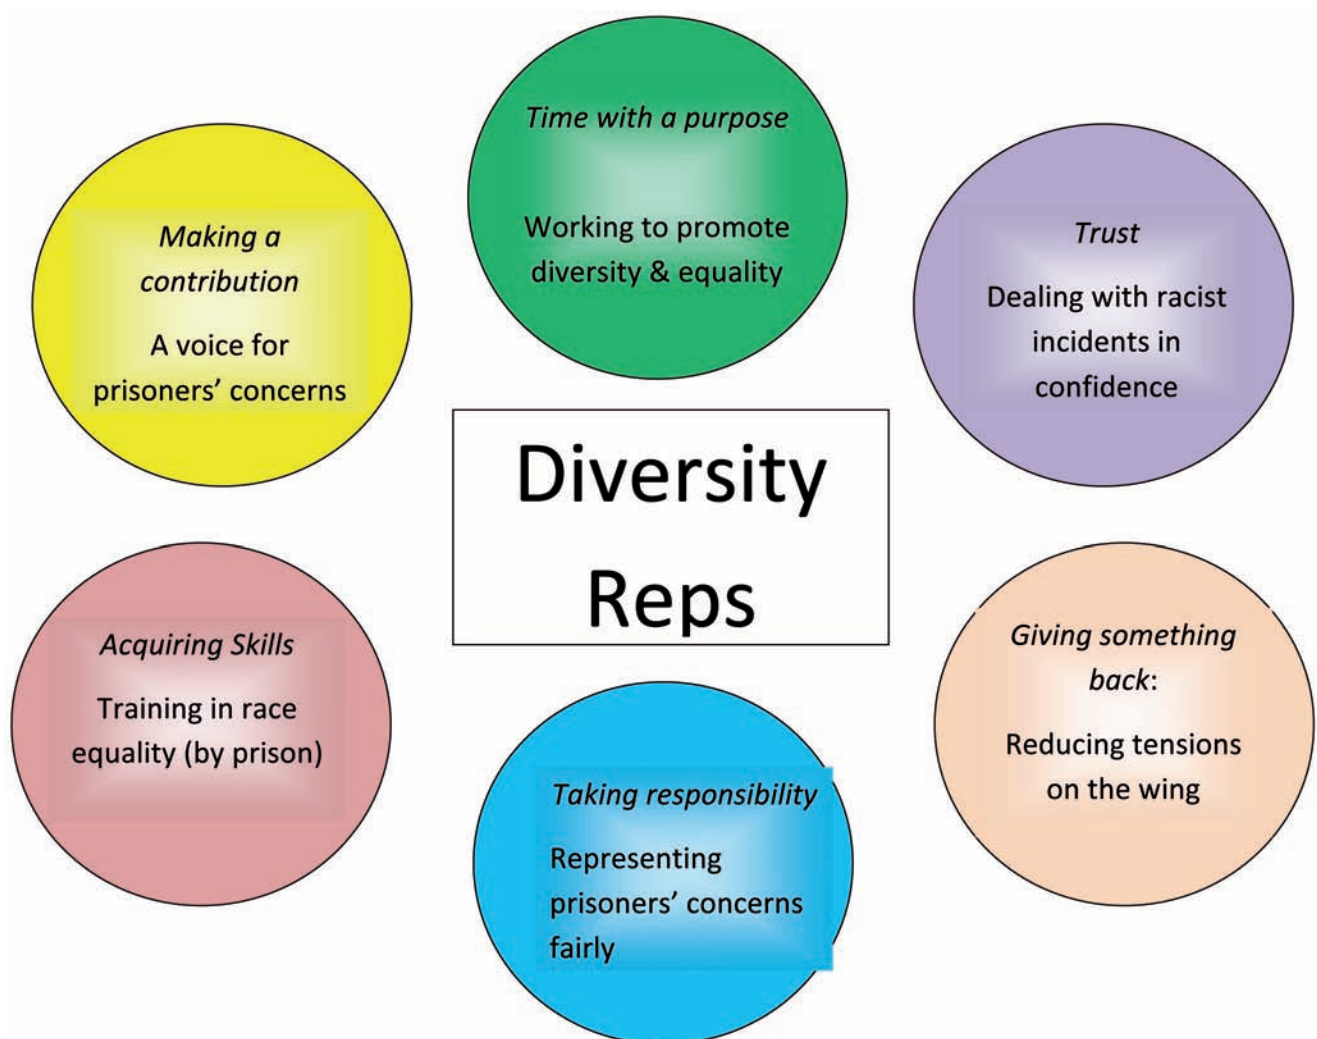 Time with a purpose
Working to promote
diversity & equality
Making a
contribution
A voice for
prisoners’ concerns
Trust
Dealing with racist
incidents in
confidence
Diversity
Reps
Acquiring Skills
Training in race
equality (by prison)
Giving something
back:
Reducing tensions
on the wing
Taking responsibility
Representing
prisoners’ concerns
fairly